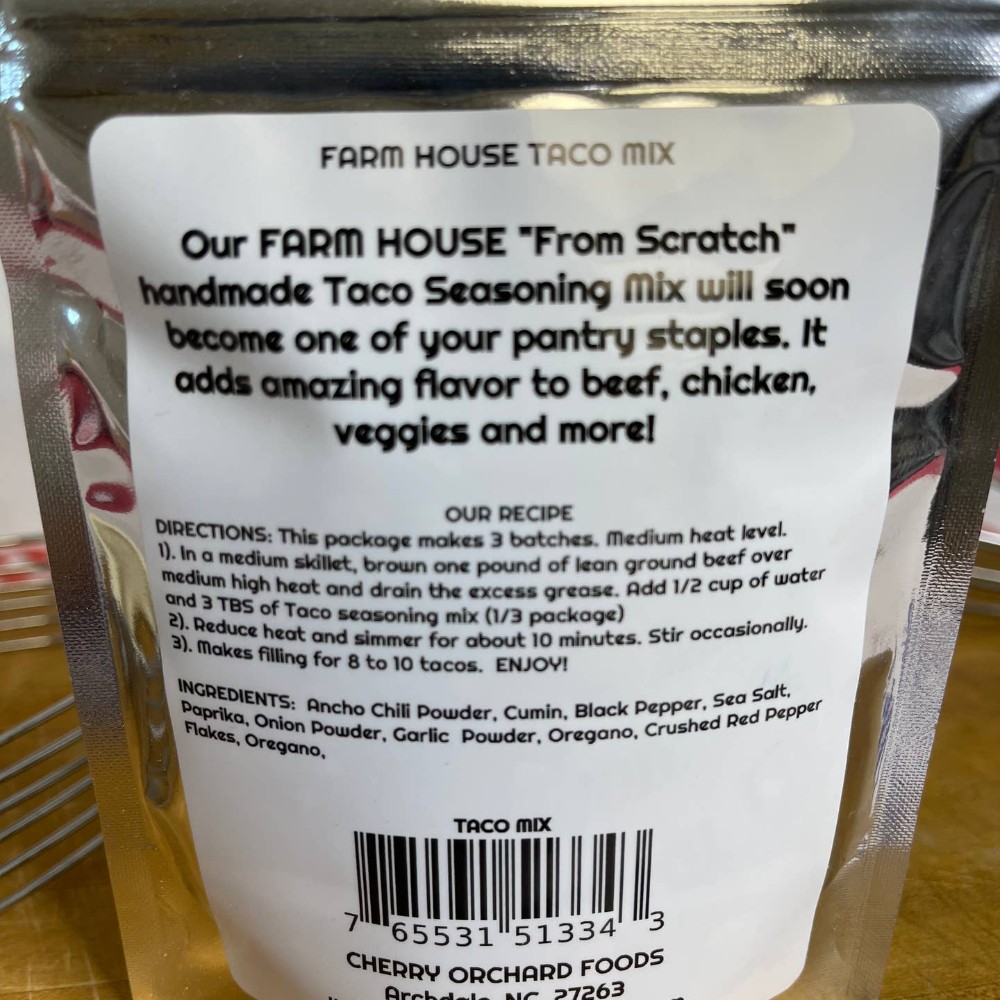 FARM HOUSE TACO MIX
Our FARM HOUSE "From Scratch"
handmade Taco Seasoning Mix will soon
become one of your pantry staples. It
adds amazing flavor to beef, chicken,
veggies and more!
OUR RECIPE
DIRECTIONS: This package makes 3 batches. Medium heat level.
1). In a medium skillet, brown one pound of lean ground beef over
medium high heat and drain the excess grease. Add 1/2 cup of water
and 3 TBS of Taco seasoning mix (1/3 package)
2). Reduce heat and simmer for about 10 minutes. Stir occasionally.
3). Makes filling for 8 to 10 tacos. ENJOY!
INGREDIENTS: Ancho Chili Powder, Cumin, Black Pepper, Sea Salt,
Paprika, Onion Powder, Garlic Powder, Oregano, Crushed Red Pepper
Flakes, Oregano,
TACO MIX
7 65531 51334 3
CHERRY ORCHARD FOODS
Archdale, NC 27263